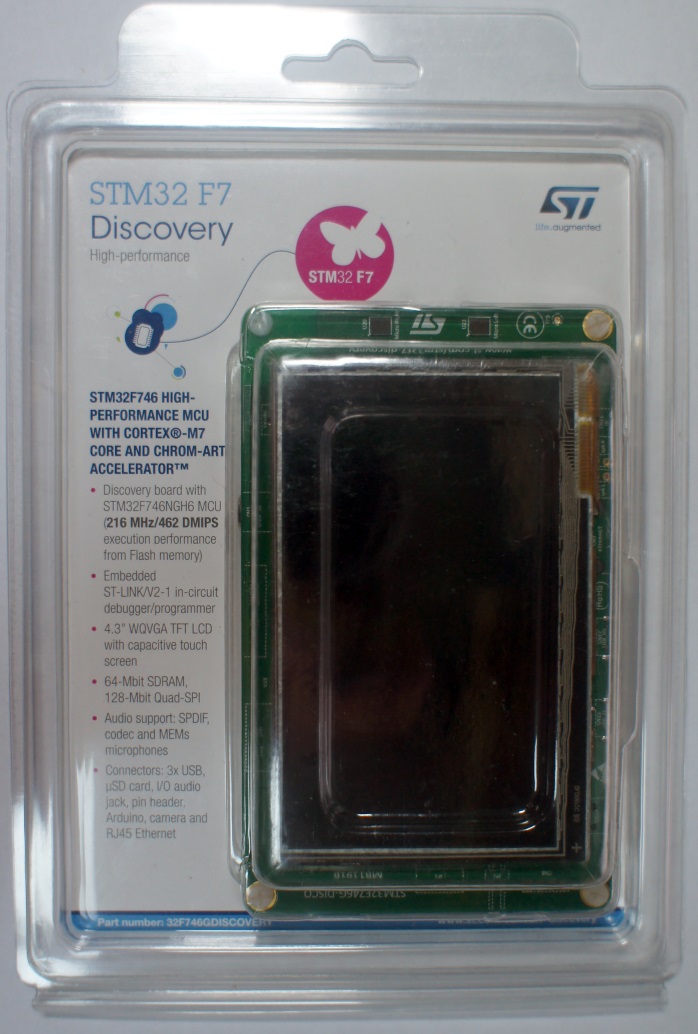 STM32 F7
Discovery
High-performance
STM32 F7
ST
life.augmented
STM32F746 HIGH-
PERFORMANCE MCU
WITH CORTEX®-M7
CORE AND CHROM-ART
ACCELERATOR™
• Discovery board with
STM32F746NGH6 MCU
(216 MHz/462 DMIPS
execution performance
from Flash memory)
• Embedded
ST-LINK/V2-1 in-circuit
debugger/programmer
• 4.3" WQVGA TFT LCD
with capacitive touch
screen
• 64-Mbit SDRAM,
128-Mbit Quad-SPI
• Audio support: SPDIF,
codec and MEMs
microphones
• Connectors: 3x USB,
µSD card, I/O audio
jack, pin header,
Arduino, camera and
RJ45 Ethernet
CE
MB1191B
STM32F746G-DISCO
Part number: 32F746GDISCOVERY